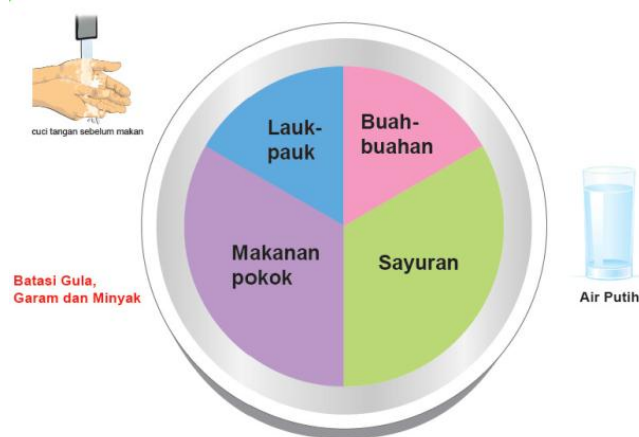 cuci tangan sebelum makan
Lauk-
pauk
Buah-
buahan
Makanan
pokok
Sayuran
Batasi Gula,
Garam dan Minyak
Air Putih